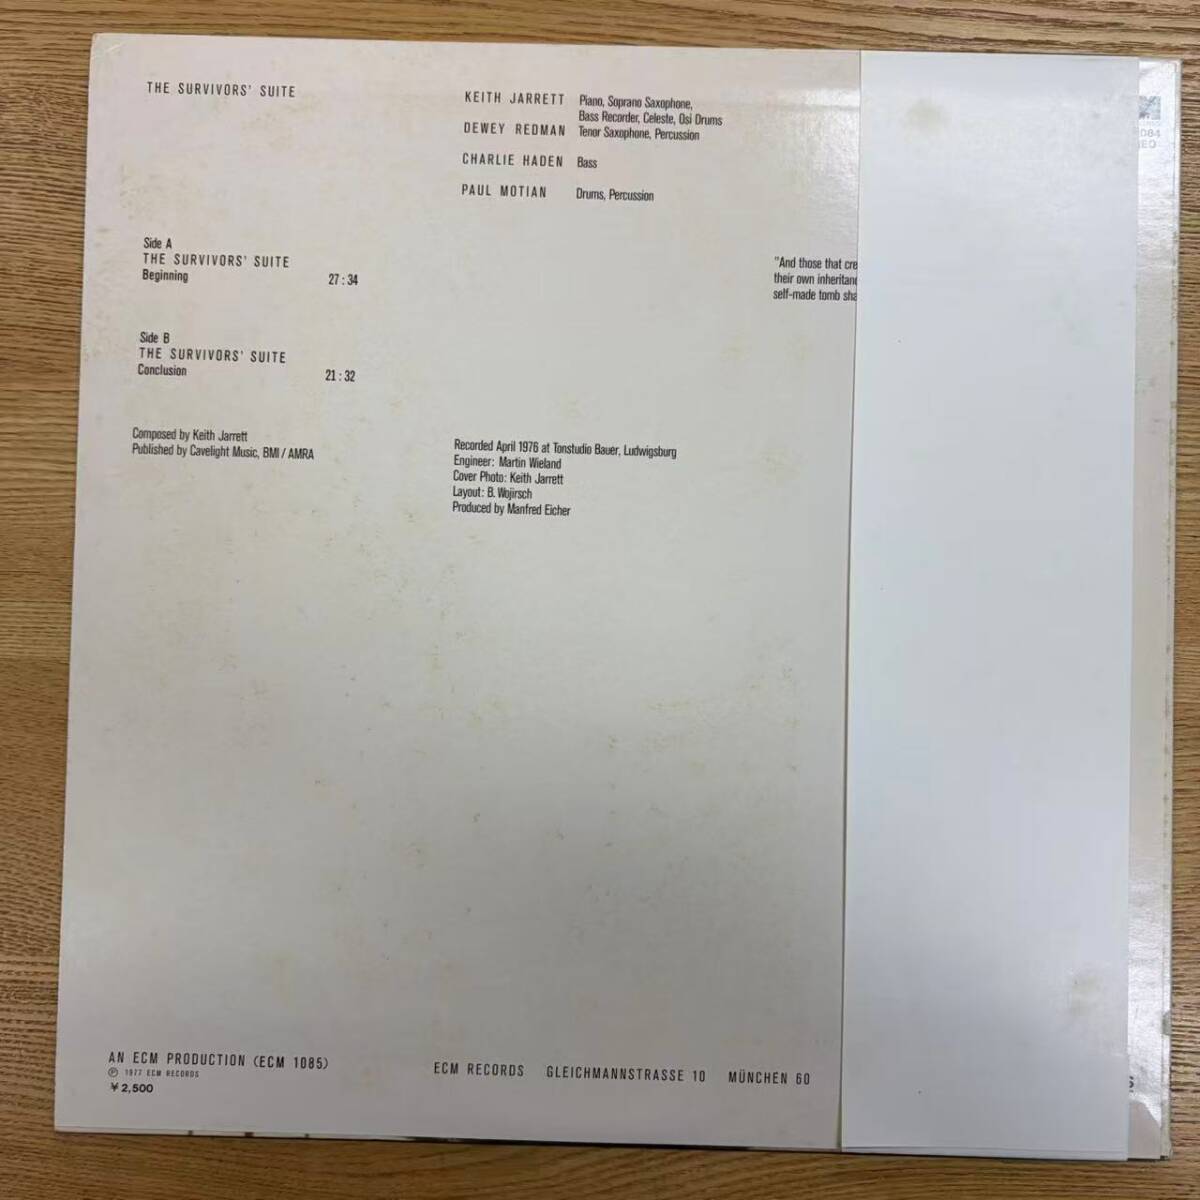 THE SURVIVORS' SUITE
KEITH JARRETT Piano, Soprano Saxophone,
Bass Recorder, Celeste, Osi Drums
DEWEY REDMAN Tenor Saxophone, Percussion
CHARLIE HADEN Bass
PAUL MOTIAN Drums, Percussion
Side A
THE SURVIVORS' SUITE
Beginning 27:34
"And those that cre
their own inheritan
self-made tomb sha
Side B
THE SURVIVORS' SUITE
Conclusion 21:32
Composed by Keith Jarrett
Published by Cavelight Music, BMI / AMRA
Recorded April 1976 at Tonstudio Bauer, Ludwigsburg
Engineer: Martin Wieland
Cover Photo: Keith Jarrett
Layout: B. Wojirsch
Produced by Manfred Eicher
AN ECM PRODUCTION (ECM 1085)
Ⓟ 1977 ECM RECORDS
¥2,500
ECM RECORDS GLEICHMANNSTRASSE 10 MÜNCHEN 60